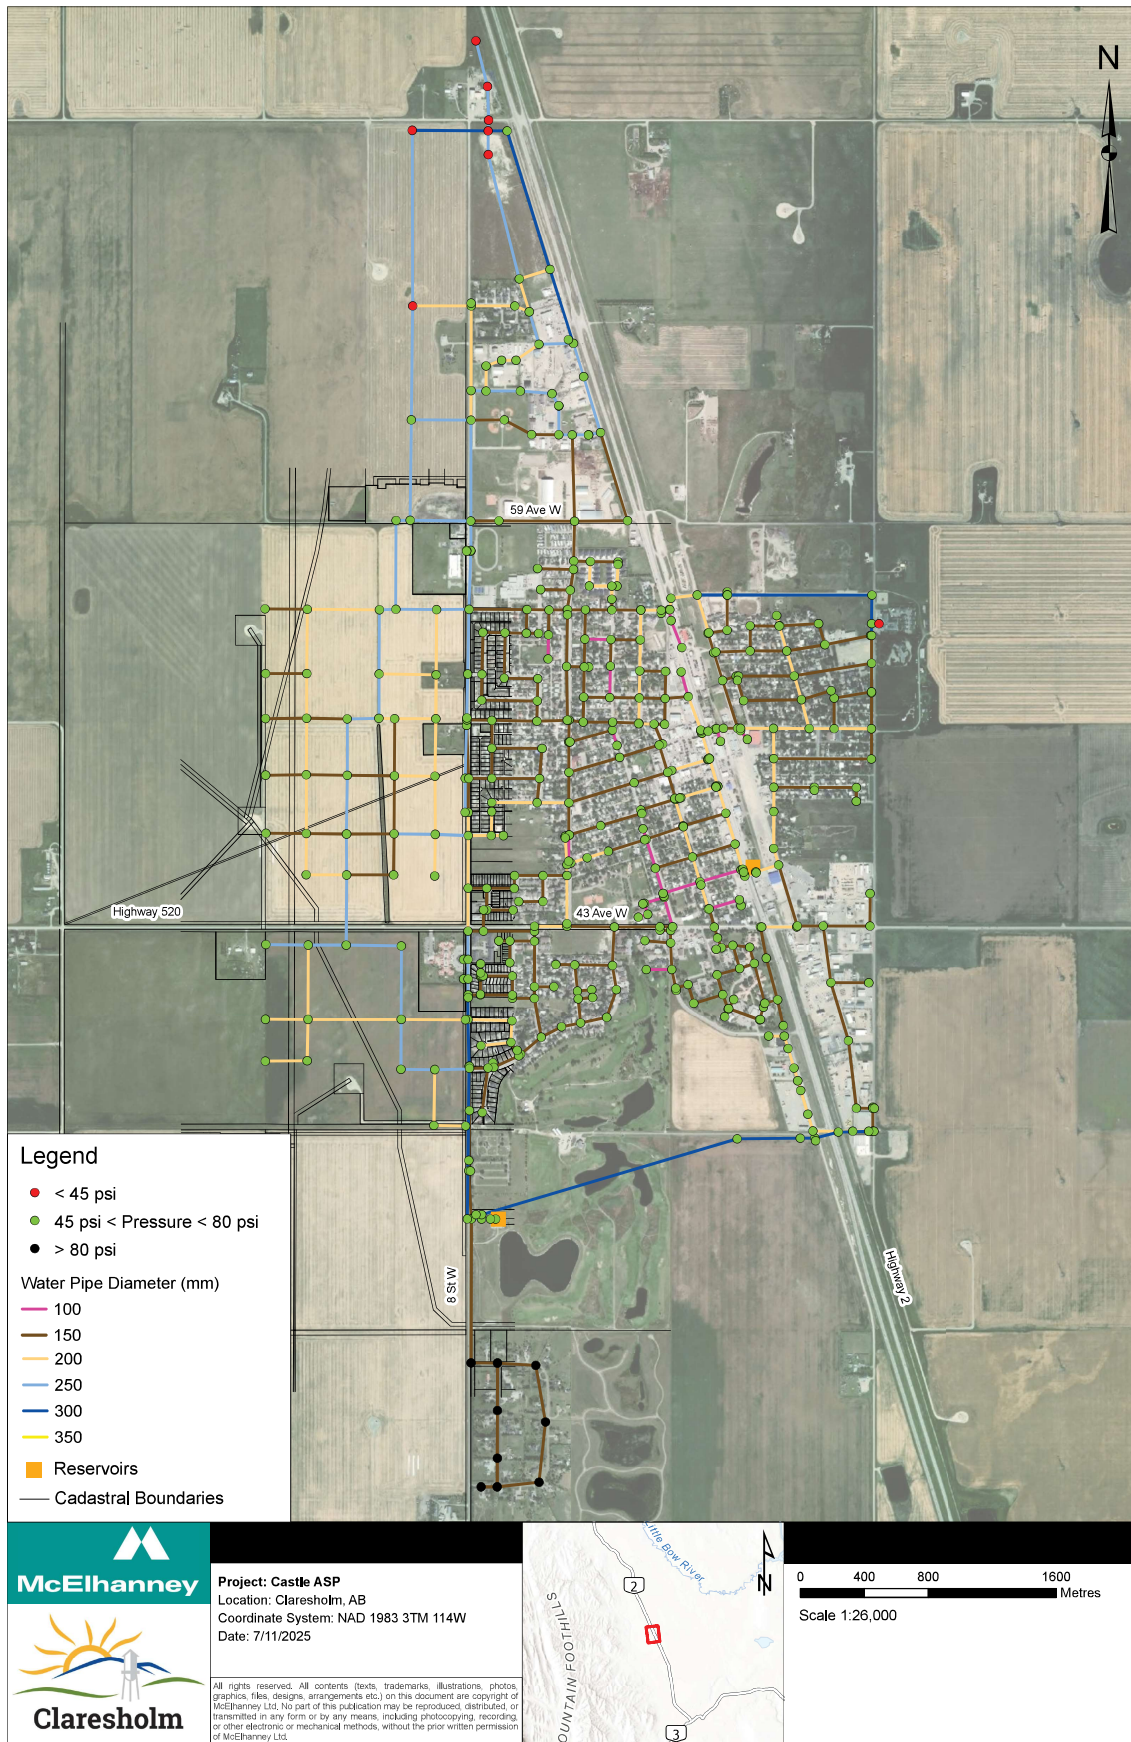 N
59 Ave W
Highway 520
43 Ave W
8 St W
Highway 2
Legend
< 45 psi
45 psi < Pressure < 80 psi
> 80 psi
Water Pipe Diameter (mm)
100
150
200
250
300
350
Reservoirs
Cadastral Boundaries
McElhanney
Claresholm
Project: Castle ASP
Location: Claresholm, AB
Coordinate System: NAD 1983 3TM 114W
Date: 7/11/2025
All rights reserved. All contents (texts, trademarks, illustrations, photos,
graphics, files, designs, arrangements etc.) on this document are copyright of
McElhanney Ltd. No part of this publication may be reproduced, distributed, or
transmitted in any form or by any means, including photocopying, recording,
or other electronic or mechanical methods, without the prior written permission
of McElhanney Ltd.
Little Bow River
2
N
OUNTAIN FOOTHILLS
3
0 400 800 1600
Metres
Scale 1:26,000